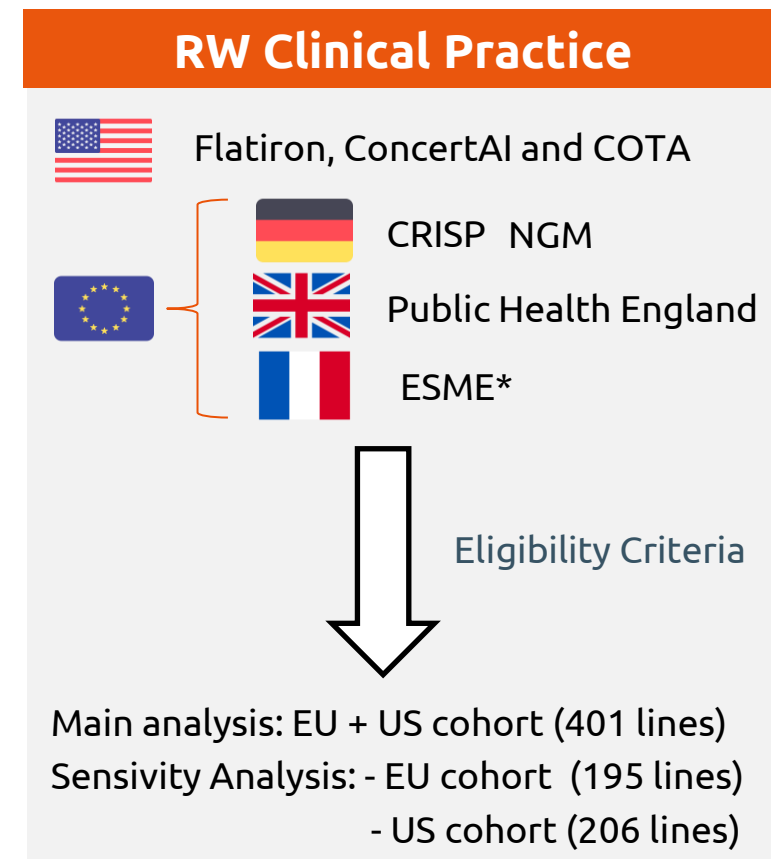 RW Clinical Practice
Flatiron, ConcertAI and COTA
CRISP NGM
Public Health England
ESME*
Eligibility Criteria
Main analysis: EU + US cohort (401 lines)
Sensivity Analysis: - EU cohort (195 lines)
- US cohort (206 lines)